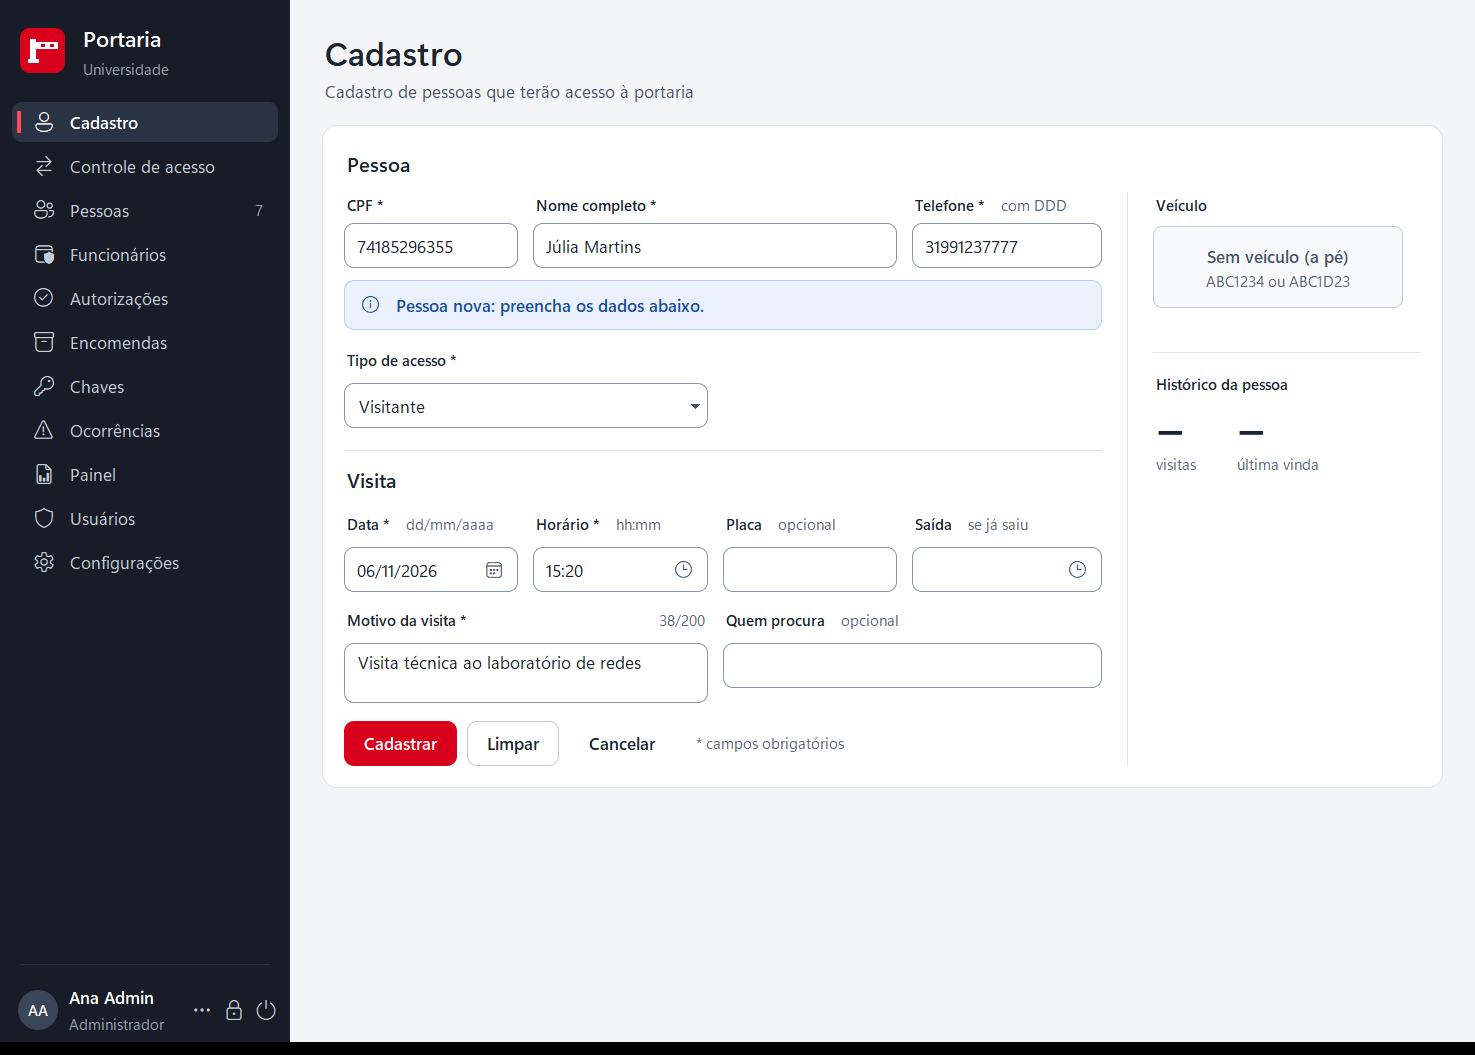 Portaria
Universidade
Cadastro
Controle de acesso
Pessoas 7
Funcionários
Autorizações
Encomendas
Chaves
Ocorrências
Painel
Usuários
Configurações
AA
Ana Admin
Administrador
Cadastro
Cadastro de pessoas que terão acesso à portaria
Pessoa
CPF * Nome completo * Telefone * com DDD
74185296355 Júlia Martins 31991237777
Pessoa nova: preencha os dados abaixo.
Tipo de acesso *
Visitante
Visita
Data * dd/mm/aaaa Horário * hh:mm Placa opcional Saída se já saiu
06/11/2026 15:20
Motivo da visita * 38/200 Quem procura opcional
Visita técnica ao laboratório de redes
Cadastrar Limpar Cancelar * campos obrigatórios
Veículo
Sem veículo (a pé)
ABC1234 ou ABC1D23
Histórico da pessoa
— —
visitas última vinda